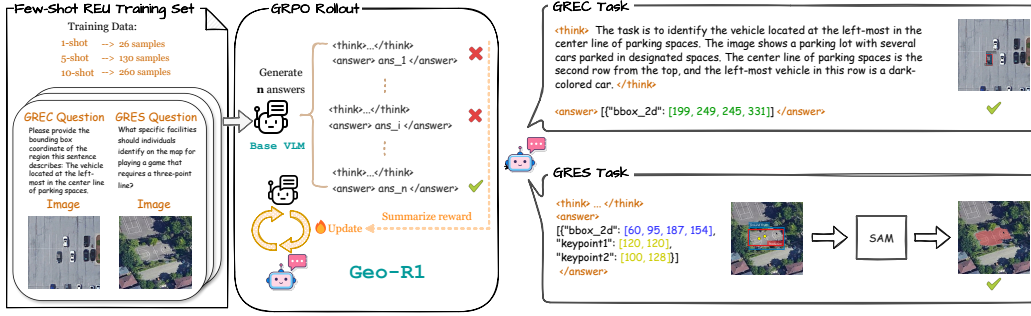 Few-Shot REU Training Set
Training Data:
1-shot --> 26 samples
5-shot --> 130 samples
10-shot --> 260 samples
GREC Question
Please provide the
bounding box
coordinate of the
region this sentence
describes: The vehicle
located at the left-
most in the center line
of parking spaces.
Image
GRES Question
What specific facilities
should individuals
identify on the map for
playing a game that
requires a three-point
line?
Image
GRPO Rollout
Generate
n answers
Base VLM
<think>...</think>
<answer> ans_1 </answer>
<think>...</think>
<answer> ans_i </answer>
<think>...</think>
<answer> ans_n </answer>
Summarize reward
Update
Geo-R1
GREC Task
<think> The task is to identify the vehicle located at the left-most in the
center line of parking spaces. The image shows a parking lot with several
cars parked in designated spaces. The center line of parking spaces is the
second row from the top, and the left-most vehicle in this row is a dark-
colored car. </think>
<answer> [{"bbox_2d": [199, 249, 245, 331]}] </answer>
GRES Task
<think> ... </think>
<answer>
[{"bbox_2d": [60, 95, 187, 154],
"keypoint1": [120, 120],
"keypoint2": [100, 128]}]
</answer>
SAM